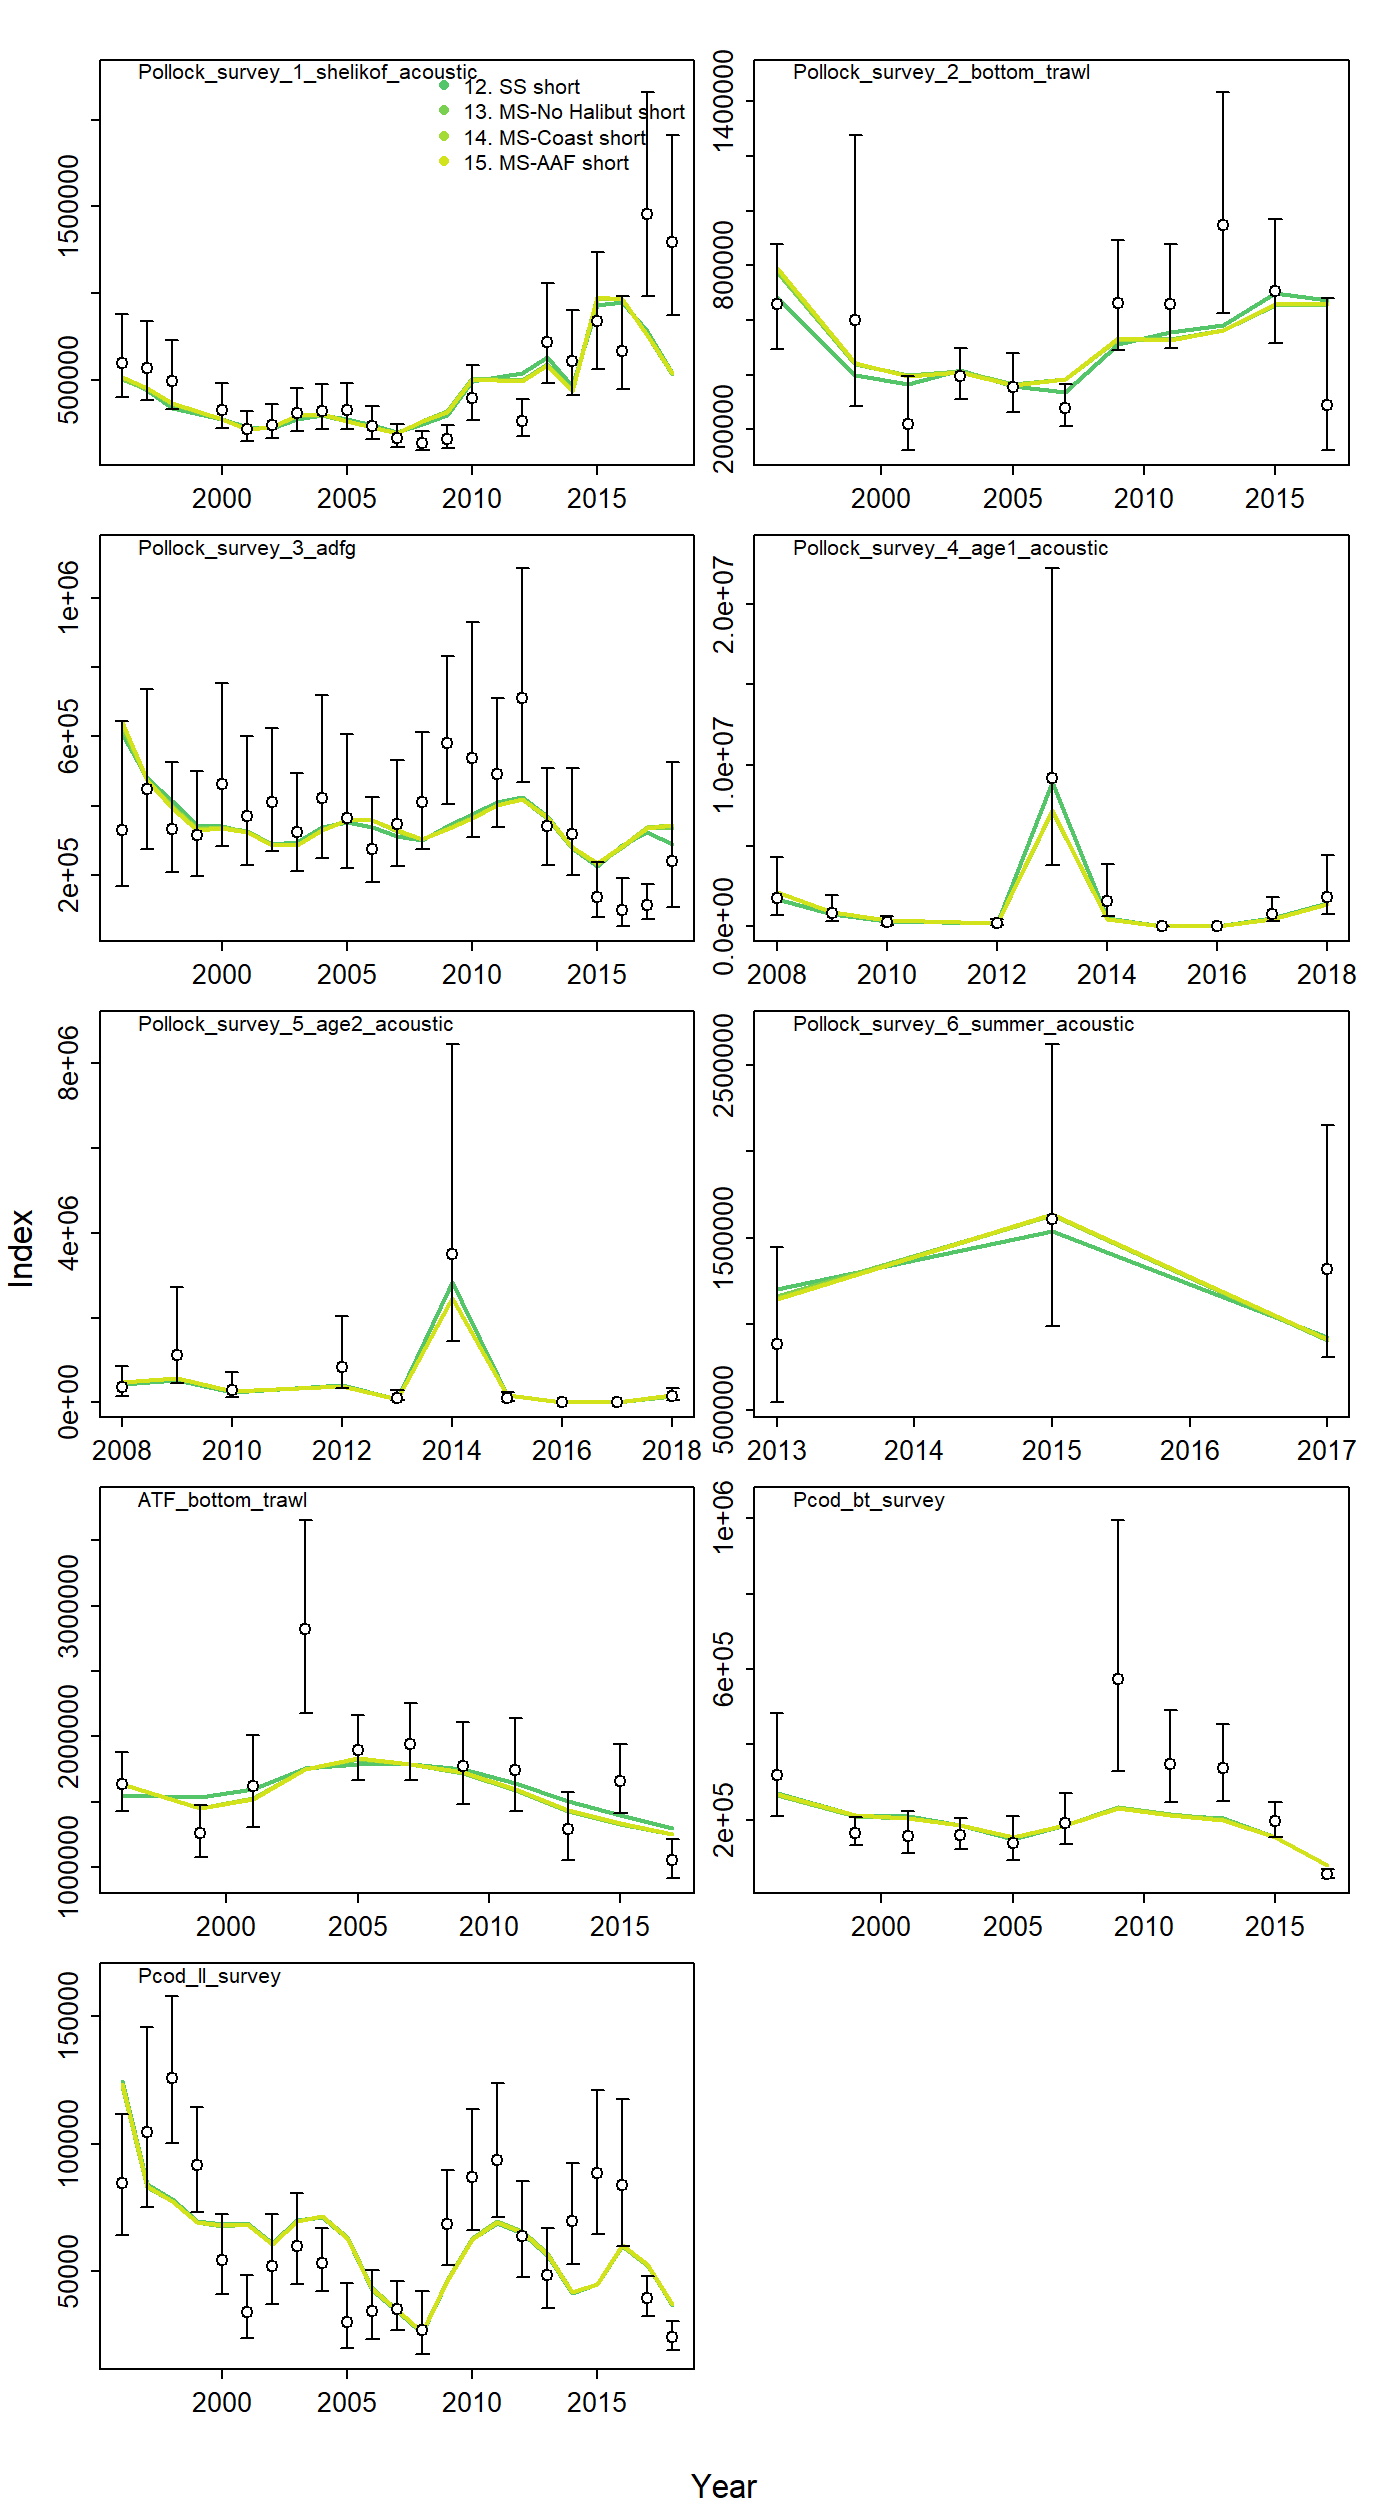 Pollock_survey_1_shelikof_acoustic
12. SS short
13. MS-No Halibut short
14. MS-Coast short
15. MS-AAF short
500000 1500000
2000 2005 2010 2015
Pollock_survey_2_bottom_trawl
200000 800000 1400000
2000 2005 2010 2015
Pollock_survey_3_adfg
2e+05 6e+05 1e+06
2000 2005 2010 2015
Pollock_survey_4_age1_acoustic
0.0e+00 1.0e+07 2.0e+07
2008 2010 2012 2014 2016 2018
Pollock_survey_5_age2_acoustic
0e+00 4e+06 8e+06
2008 2010 2012 2014 2016 2018
Pollock_survey_6_summer_acoustic
500000 1500000 2500000
2013 2014 2015 2016 2017
Index
ATF_bottom_trawl
1000000 2000000 3000000
2000 2005 2010 2015
Pcod_bt_survey
2e+05 6e+05 1e+06
2000 2005 2010 2015
Pcod_ll_survey
50000 100000 150000
2000 2005 2010 2015
Year